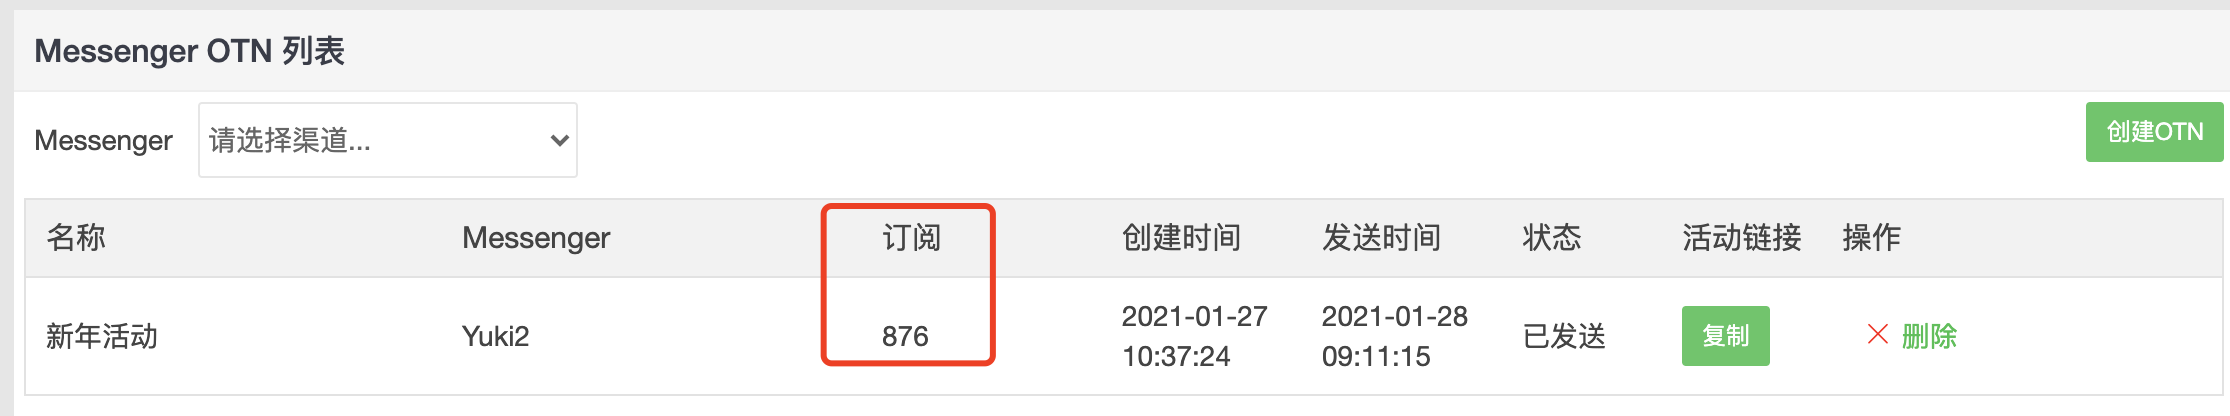 Messenger OTN 列表
Messenger 请选择渠道... 创建OTN
名称 Messenger 订阅 创建时间 发送时间 状态 活动链接 操作
新年活动 Yuki2 876 2021-01-27 10:37:24 2021-01-28 09:11:15 已发送 复制 删除